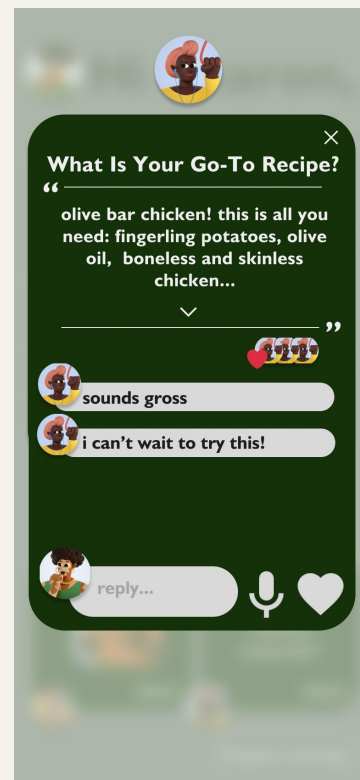 What Is Your Go-To Recipe?
“
olive bar chicken! this is all you
need: fingerling potatoes, olive
oil,  boneless and skinless
chicken...
”
sounds gross
i can’t wait to try this!
reply...